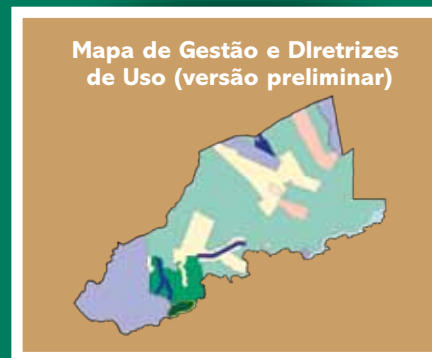 Mapa de Gestão e DIretrizes
de Uso (versão preliminar)